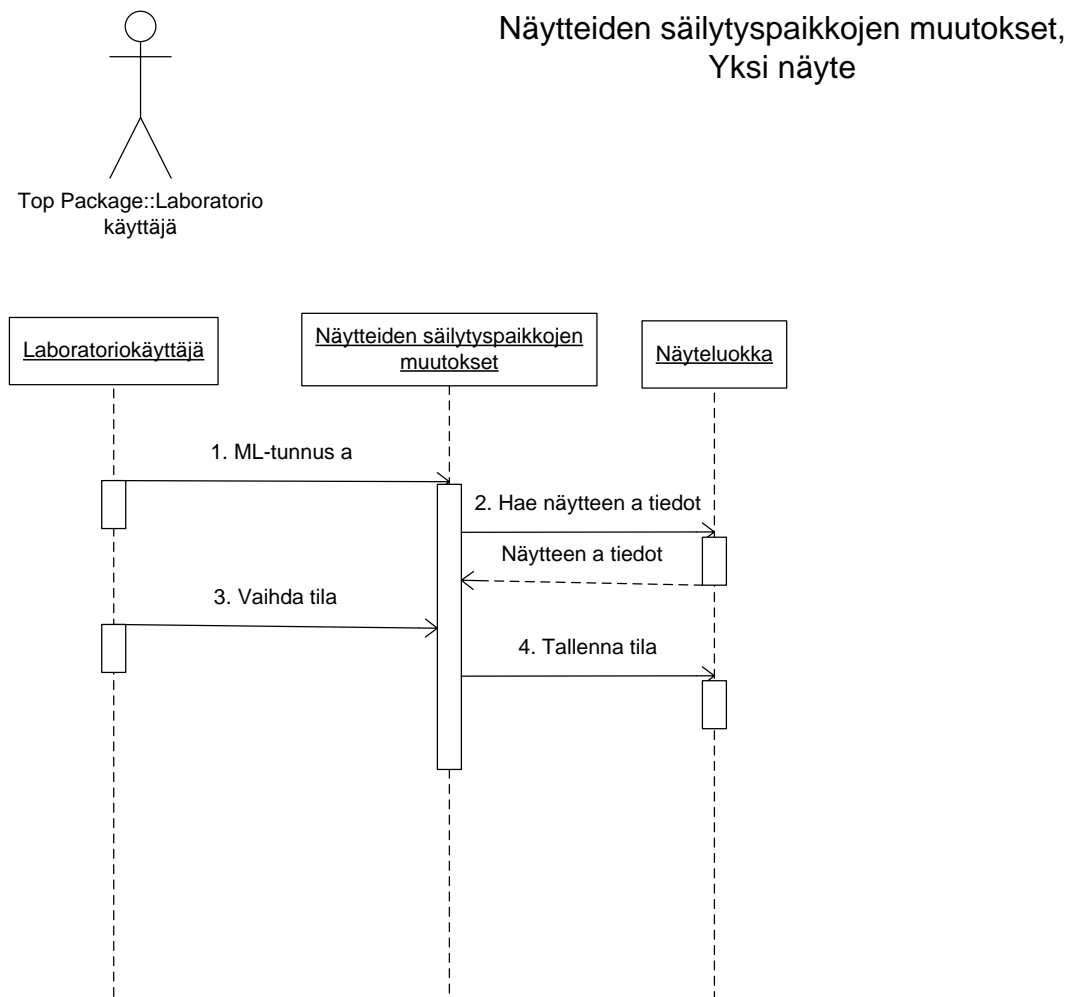 Näytteiden säilytyspaikkojen muutokset,
Yksi näyte
Top Package::Laboratorio
käyttäjä
Laboratoriokäyttäjä
Näytteiden säilytyspaikkojen
muutokset
Näyteluokka
1. ML-tunnus a
2. Hae näytteen a tiedot
Näytteen a tiedot
3. Vaihda tila
4. Tallenna tila